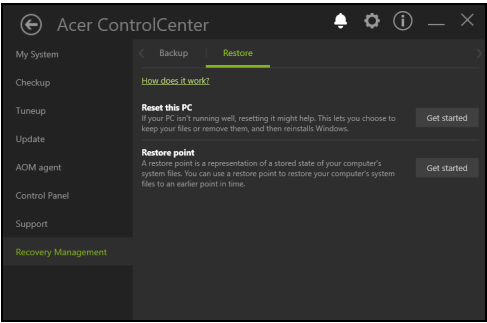 Acer ControlCenter
My System
Backup
Restore
Checkup
How does it work?
Tuneup
Reset this PC
If your PC isn't running well, resetting it might help. This lets you choose to
keep your files or remove them, and then reinstalls Windows.
Get started
Update
Restore point
A restore point is a representation of a stored state of your computer's
system files. You can use a restore point to restore your computer's system
files to an earlier point in time.
Get started
AOM agent
Control Panel
Support
Recovery Management